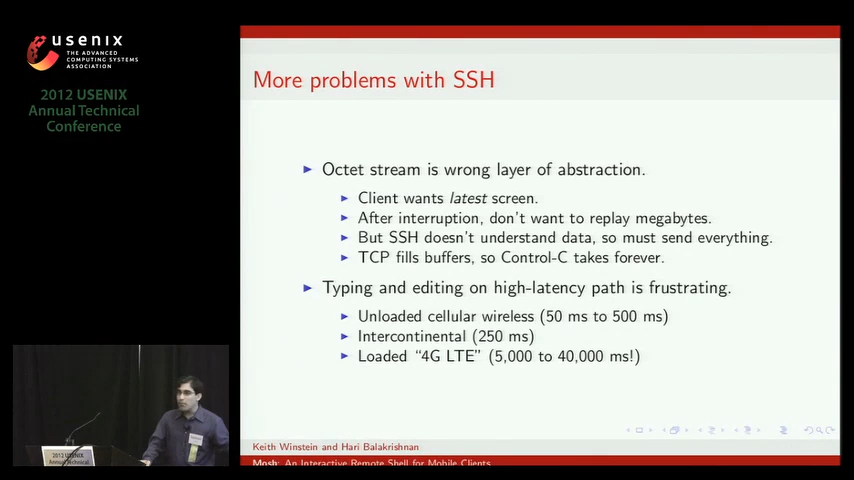 usenix
THE ADVANCED
COMPUTING SYSTEMS
ASSOCIATION
2012 USENIX
Annual Technical
Conference
More problems with SSH
Octet stream is wrong layer of abstraction.
Client wants latest screen.
After interruption, don't want to replay megabytes.
But SSH doesn't understand data, so must send everything.
TCP fills buffers, so Control-C takes forever.
Typing and editing on high-latency path is frustrating.
Unloaded cellular wireless (50 ms to 500 ms)
Intercontinental (250 ms)
Loaded “4G LTE” (5,000 to 40,000 ms!)
Keith Winstein and Hari Balakrishnan
Mosh: An Interactive Remote Shell for Mobile Clients
2012 USENIX
Annual Technical